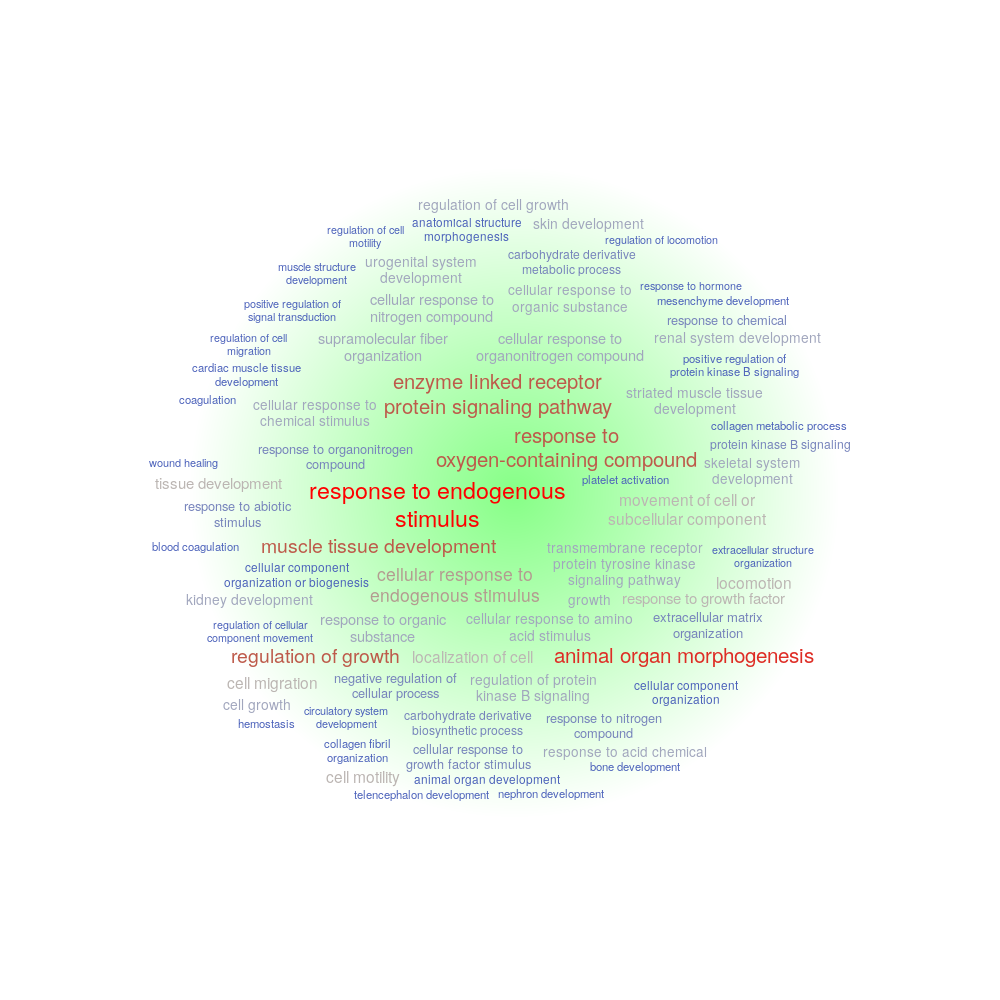 regulation of cell growth
anatomical structure
morphogenesis
skin development
regulation of cell
motility
regulation of locomotion
muscle structure
development
urogenital system
development
carbohydrate derivative
metabolic process
cellular response to
organic substance
response to hormone
mesenchyme development
positive regulation of
signal transduction
cellular response to
nitrogen compound
response to chemical
regulation of cell
migration
supramolecular fiber
organization
cellular response to
organonitrogen compound
renal system development
cardiac muscle tissue
development
enzyme linked receptor
protein signaling pathway
positive regulation of
protein kinase B signaling
coagulation
cellular response to
chemical stimulus
striated muscle tissue
development
response to
oxygen-containing compound
collagen metabolic process
protein kinase B signaling
wound healing
response to organonitrogen
compound
skeletal system
development
tissue development
response to endogenous
stimulus
platelet activation
movement of cell or
subcellular component
response to abiotic
stimulus
blood coagulation
muscle tissue development
transmembrane receptor
protein tyrosine kinase
signaling pathway
extracellular structure
organization
cellular component
organization or biogenesis
cellular response to
endogenous stimulus
locomotion
kidney development
growth
response to growth factor
regulation of cellular
component movement
response to organic
substance
cellular response to amino
acid stimulus
extracellular matrix
organization
regulation of growth
localization of cell
animal organ morphogenesis
cell migration
negative regulation of
cellular process
regulation of protein
kinase B signaling
cellular component
organization
cell growth
hemostasis
circulatory system
development
carbohydrate derivative
biosynthetic process
response to nitrogen
compound
collagen fibril
organization
cellular response to
growth factor stimulus
response to acid chemical
bone development
cell motility
animal organ development
telencephalon development
nephron development